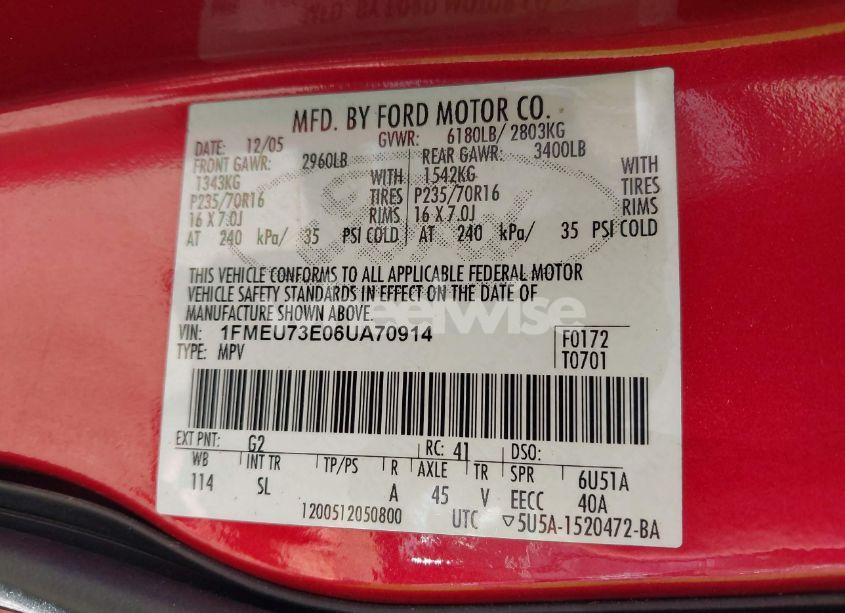 MFD. BY FORD MOTOR CO.
DATE: 12/05 GVWR: 6180LB/ 2803KG
FRONT GAWR: 2960LB REAR GAWR: 3400LB
1343KG WITH 1542KG WITH
P235/70R16 TIRES P235/70R16 TIRES
16 X 7.0J RIMS 16 X 7.0J RIMS
AT 240 kPa/ 35 PSI COLD AT 240 kPa/ 35 PSI COLD
THIS VEHICLE CONFORMS TO ALL APPLICABLE FEDERAL MOTOR
VEHICLE SAFETY STANDARDS IN EFFECT ON THE DATE OF
MANUFACTURE SHOWN ABOVE.
VIN: 1FMEU73E06UA70914 F0172
TYPE: MPV T0701
EXT PNT: G2 RC: 41 DSO:
WB INT TR TP/PS R AXLE TR SPR 6U51A
114 SL A 45 V EECC 40A
1200512050800 UTC ▽5U5A-1520472-BA